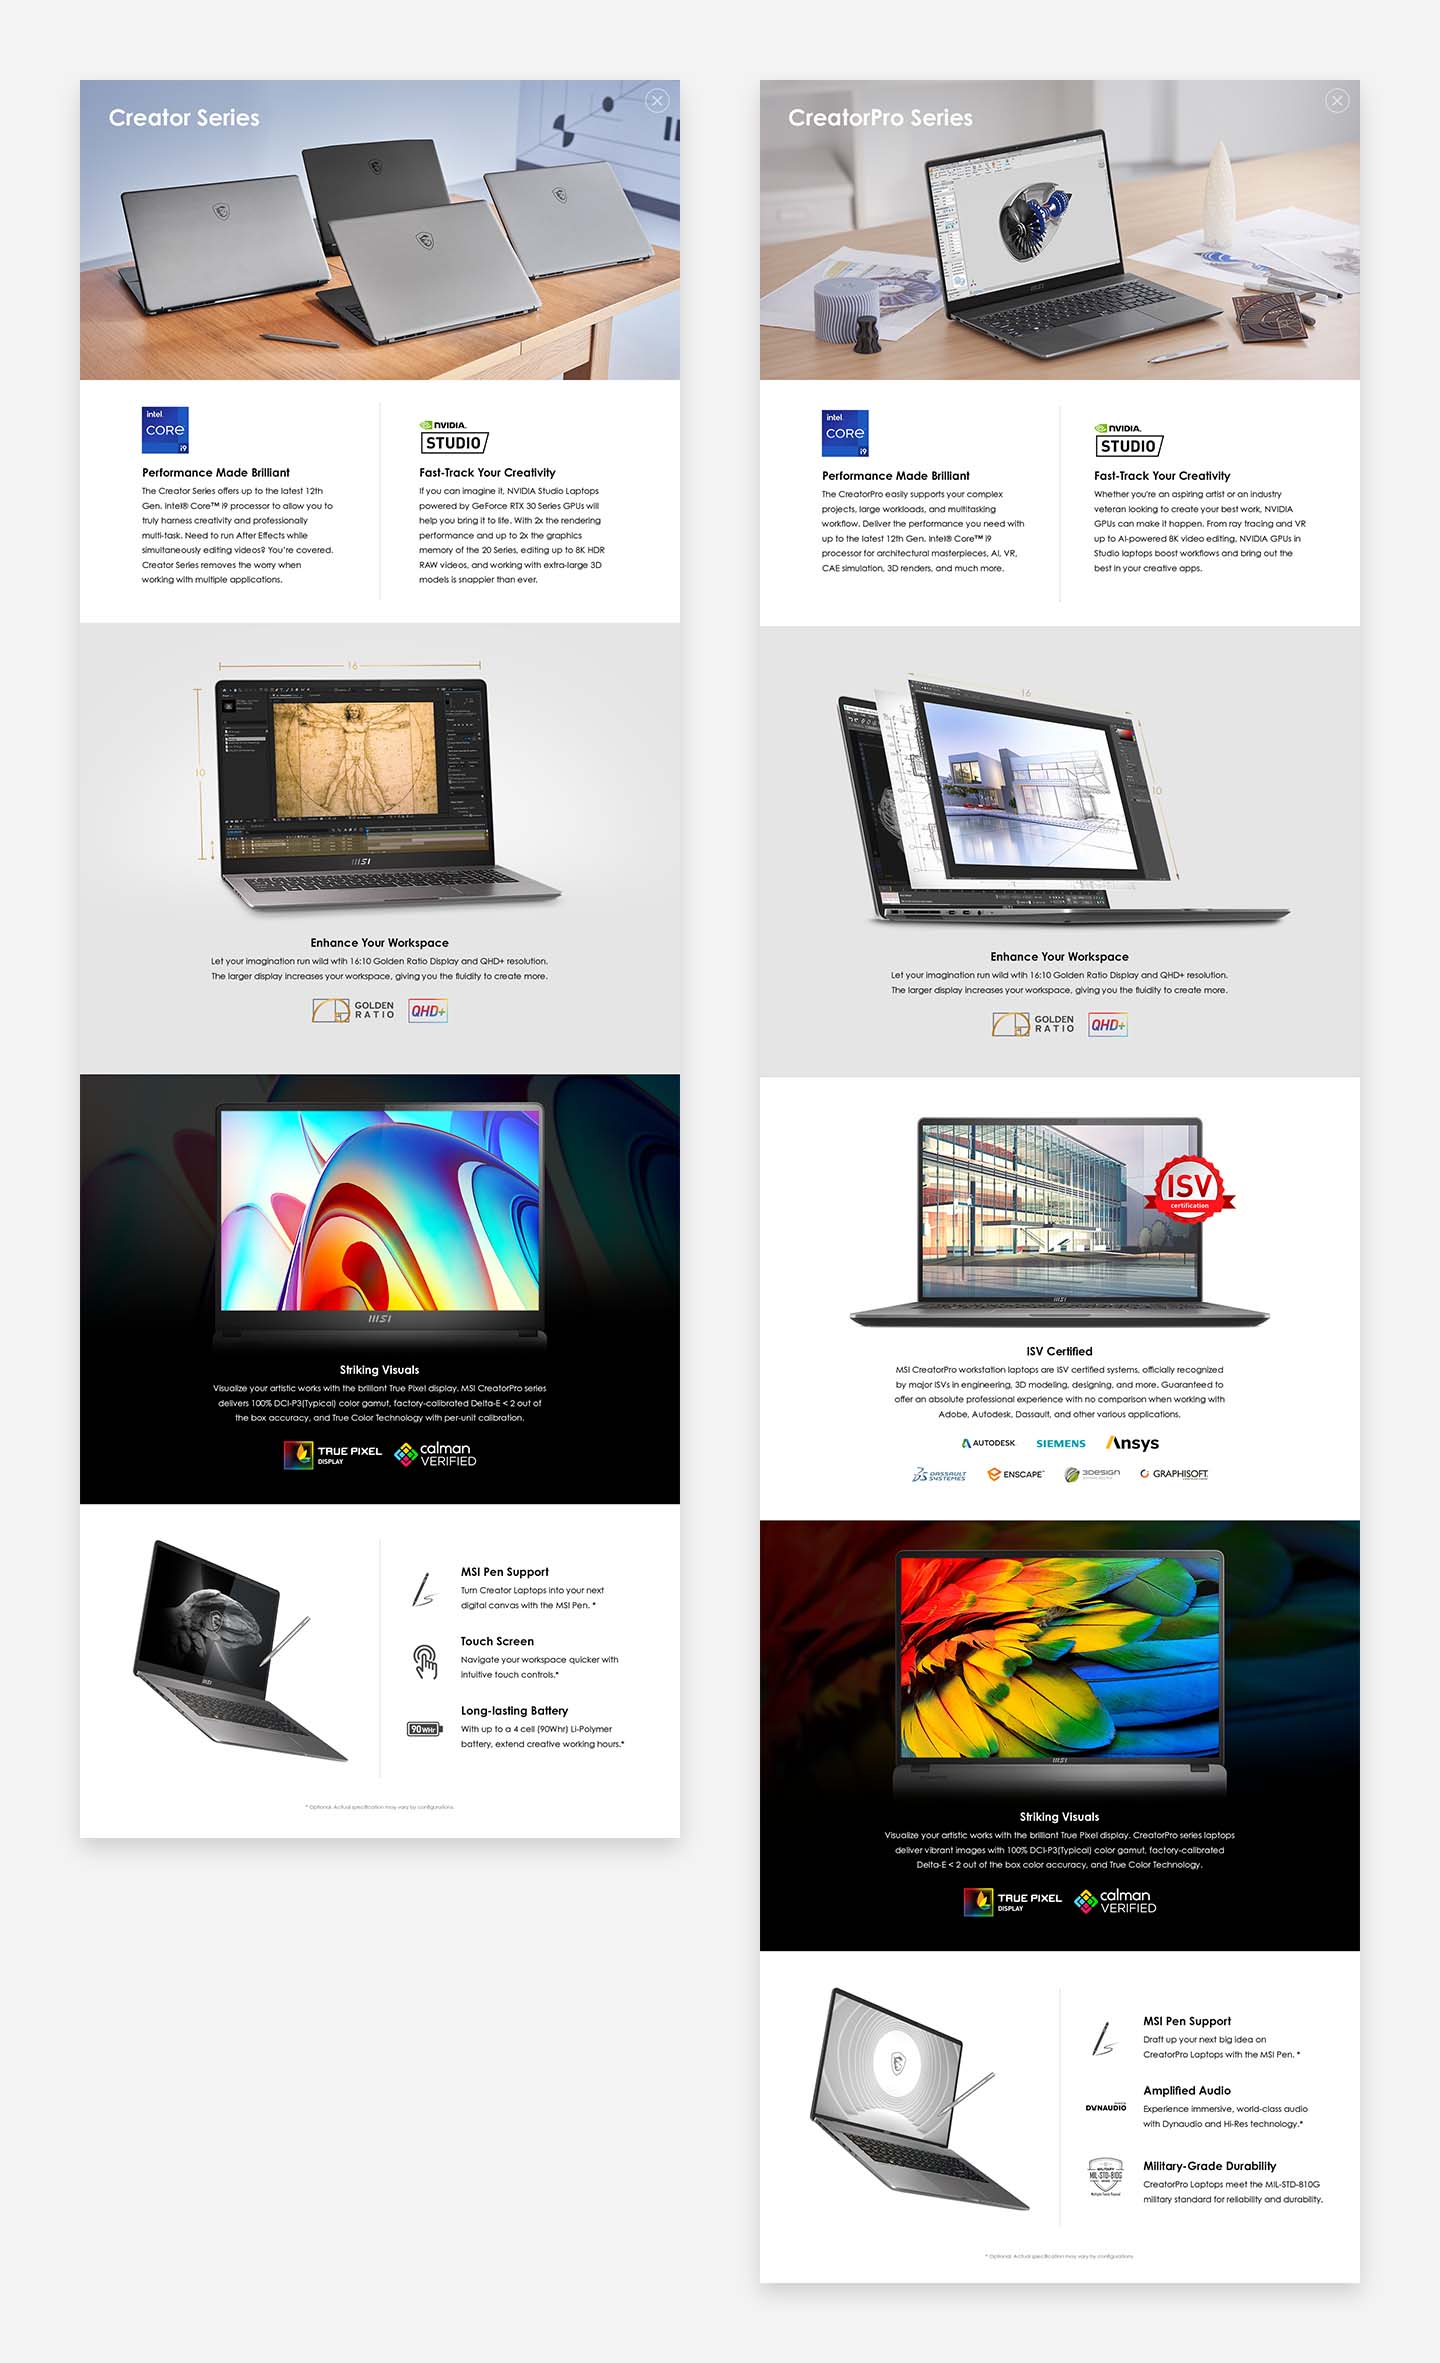 Creator Series
intel.
CORE
i9
Performance Made Brilliant
The Creator Series offers up to the latest 12th
Gen. Intel® Core™ i9 processor to allow you to
truly harness creativity and professionally
multi-task. Need to run After Effects while
simultaneously editing videos? You're covered.
Creator Series removes the worry when
working with multiple applications.
NVIDIA.
STUDIO
Fast-Track Your Creativity
If you can imagine it, NVIDIA Studio Laptops
powered by GeForce RTX 30 Series GPUs will
help you bring it to life. With 2x the rendering
performance and up to 2x the graphics
memory of the 20 Series, editing up to 8K HDR
RAW videos, and working with extra-large 3D
models is snappier than ever.
16
10
msi
Enhance Your Workspace
Let your imagination run wild wtih 16:10 Golden Ratio Display and QHD+ resolution.
The larger display increases your workspace, giving you the fluidity to create more.
GOLDEN
RATIO
QHD+
msi
Striking Visuals
Visualize your artistic works with the brilliant True Pixel display. MSI CreatorPro series
delivers 100% DCI-P3(Typical) color gamut, factory-calibrated Delta-E < 2 out of
the box accuracy, and True Color Technology with per-unit calibration.
TRUE PIXEL
DISPLAY
calman
VERIFIED
msi
MSI Pen Support
Turn Creator Laptops into your next
digital canvas with the MSI Pen. *
Touch Screen
Navigate your workspace quicker with
intuitive touch controls.*
90WHr
Long-lasting Battery
With up to a 4 cell (90Whr) Li-Polymer
battery, extend creative working hours.*
* Optional. Actual specification may vary by configurations.
CreatorPro Series
msi
intel.
CORE
i9
Performance Made Brilliant
The CreatorPro easily supports your complex
projects, large workloads, and multitasking
workflow. Deliver the performance you need with
up to the latest 12th Gen. Intel® Core™ i9
processor for architectural masterpieces, AI, VR,
CAE simulation, 3D renders, and much more.
NVIDIA.
STUDIO
Fast-Track Your Creativity
Whether you're an aspiring artist or an industry
veteran looking to create your best work, NVIDIA
GPUs can make it happen. From ray tracing and VR
up to AI-powered 8K video editing, NVIDIA GPUs in
Studio laptops boost workflows and bring out the
best in your creative apps.
16
10
msi
Enhance Your Workspace
Let your imagination run wild wtih 16:10 Golden Ratio Display and QHD+ resolution.
The larger display increases your workspace, giving you the fluidity to create more.
GOLDEN
RATIO
QHD+
ISV
certification
msi
ISV Certified
MSI CreatorPro workstation laptops are ISV certified systems, officially recognized
by major ISVs in engineering, 3D modeling, designing, and more. Guaranteed to
offer an absolute professional experience with no comparison when working with
Adobe, Autodesk, Dassault, and other various applications.
AUTODESK
SIEMENS
Ansys
DASSAULT
SYSTEMES
ENSCAPE™
3DESIGN
GRAPHISOFT.
msi
Striking Visuals
Visualize your artistic works with the brilliant True Pixel display. CreatorPro series laptops
deliver vibrant images with 100% DCI-P3(Typical) color gamut, factory-calibrated
Delta-E < 2 out of the box color accuracy, and True Color Technology.
TRUE PIXEL
DISPLAY
calman
VERIFIED
MSI Pen Support
Draft up your next big idea on
CreatorPro Laptops with the MSI Pen. *
DYNAUDIO
Amplified Audio
Experience immersive, world-class audio
with Dynaudio and Hi-Res technology.*
MILITARY
MIL-STD-810G
Military-Grade Durability
CreatorPro Laptops meet the MIL-STD-810G
military standard for reliability and durability.
* Optional. Actual specification may vary by configurations.